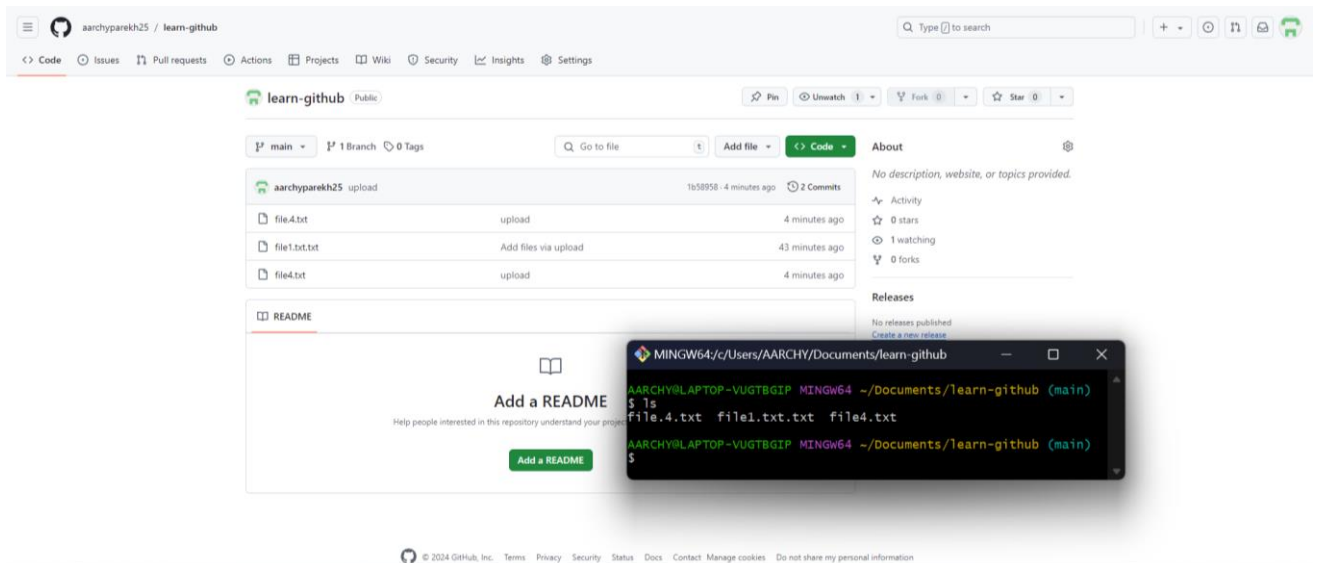 aarchyparekh25 / learn-github
Type / to search
Code Issues Pull requests Actions Projects Wiki Security Insights Settings
learn-github Public
Pin Unwatch 1 Fork 0 Star 0
main 1 Branch 0 Tags Go to file t Add file Code
About
No description, website, or topics provided.
aarchyparekh25 upload 1b58958 · 4 minutes ago 2 Commits
file.4.txt upload 4 minutes ago
file1.txt.txt Add files via upload 43 minutes ago
file4.txt upload 4 minutes ago
Activity
0 stars
1 watching
0 forks
Releases
No releases published
Create a new release
README
Add a README
Help people interested in this repository understand your
Add a README
MINGW64:/c/Users/AARCHY/Documents/learn-github
AARCHY@LAPTOP-VUGTBGIP MINGW64 ~/Documents/learn-github (main)
$ ls
file.4.txt file1.txt.txt file4.txt
AARCHY@LAPTOP-VUGTBGIP MINGW64 ~/Documents/learn-github (main)
$
© 2024 GitHub, Inc. Terms Privacy Security Status Docs Contact Manage cookies Do not share my personal information